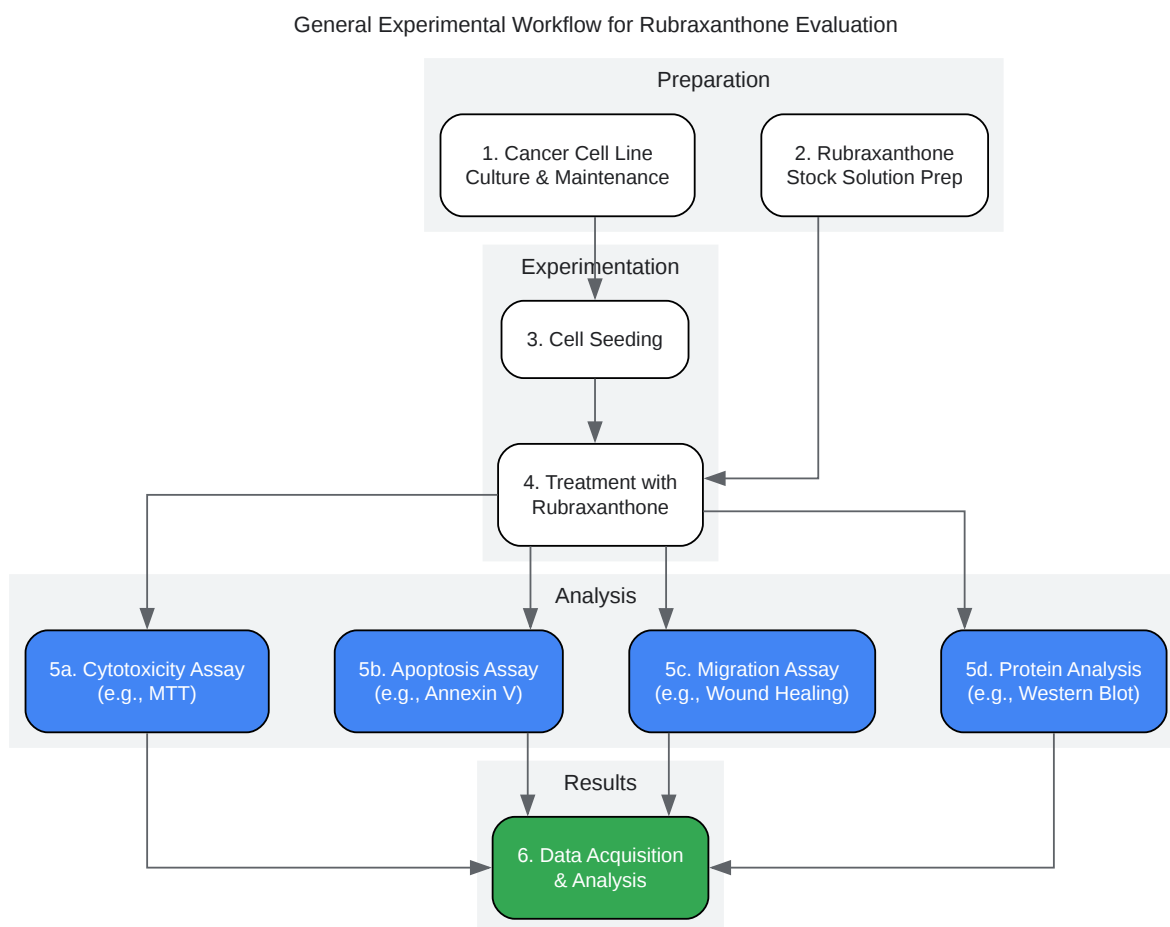 General Experimental Workflow for Rubraxanthone Evaluation
Preparation
1. Cancer Cell Line
Culture & Maintenance
2. Rubraxanthone
Stock Solution Prep
Experimentation
3. Cell Seeding
4. Treatment with
Rubraxanthone
Analysis
5a. Cytotoxicity Assay
(e.g., MTT)
5b. Apoptosis Assay
(e.g., Annexin V)
5c. Migration Assay
(e.g., Wound Healing)
5d. Protein Analysis
(e.g., Western Blot)
Results
6. Data Acquisition
& Analysis